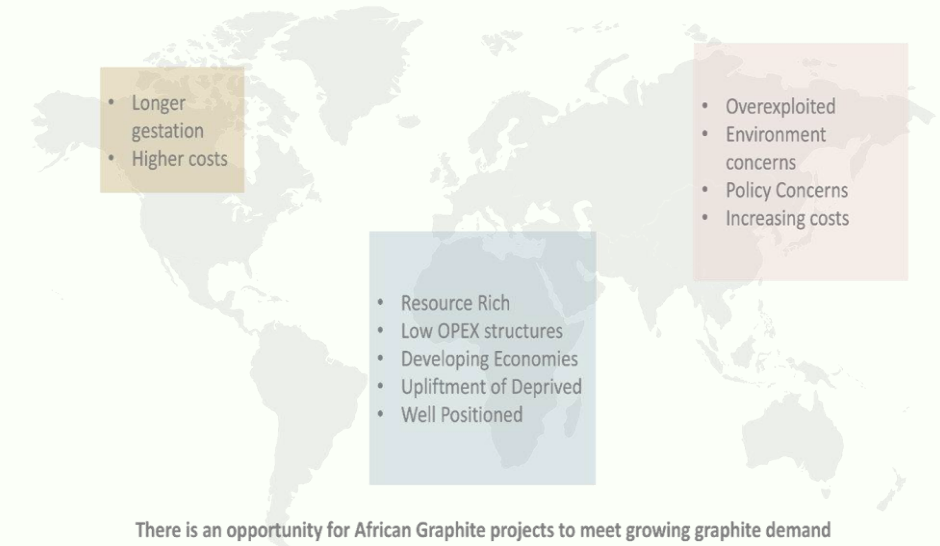 • Longer
gestation
• Higher costs
• Overexploited
• Environment
concerns
• Policy Concerns
• Increasing costs
• Resource Rich
• Low OPEX structures
• Developing Economies
• Upliftment of Deprived
• Well Positioned
There is an opportunity for African Graphite projects to meet growing graphite demand